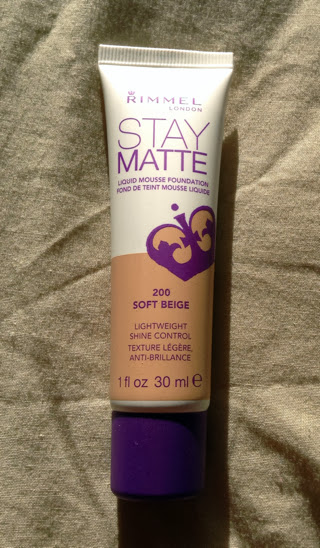 RIMMEL
LONDON
STAY
MATTE
LIQUID MOUSSE FOUNDATION
FOND DE TEINT MOUSSE LIQUIDE
200
SOFT BEIGE
LIGHTWEIGHT
SHINE CONTROL
TEXTURE LÉGÈRE,
ANTI-BRILLANCE
1 fl oz 30 ml ℮